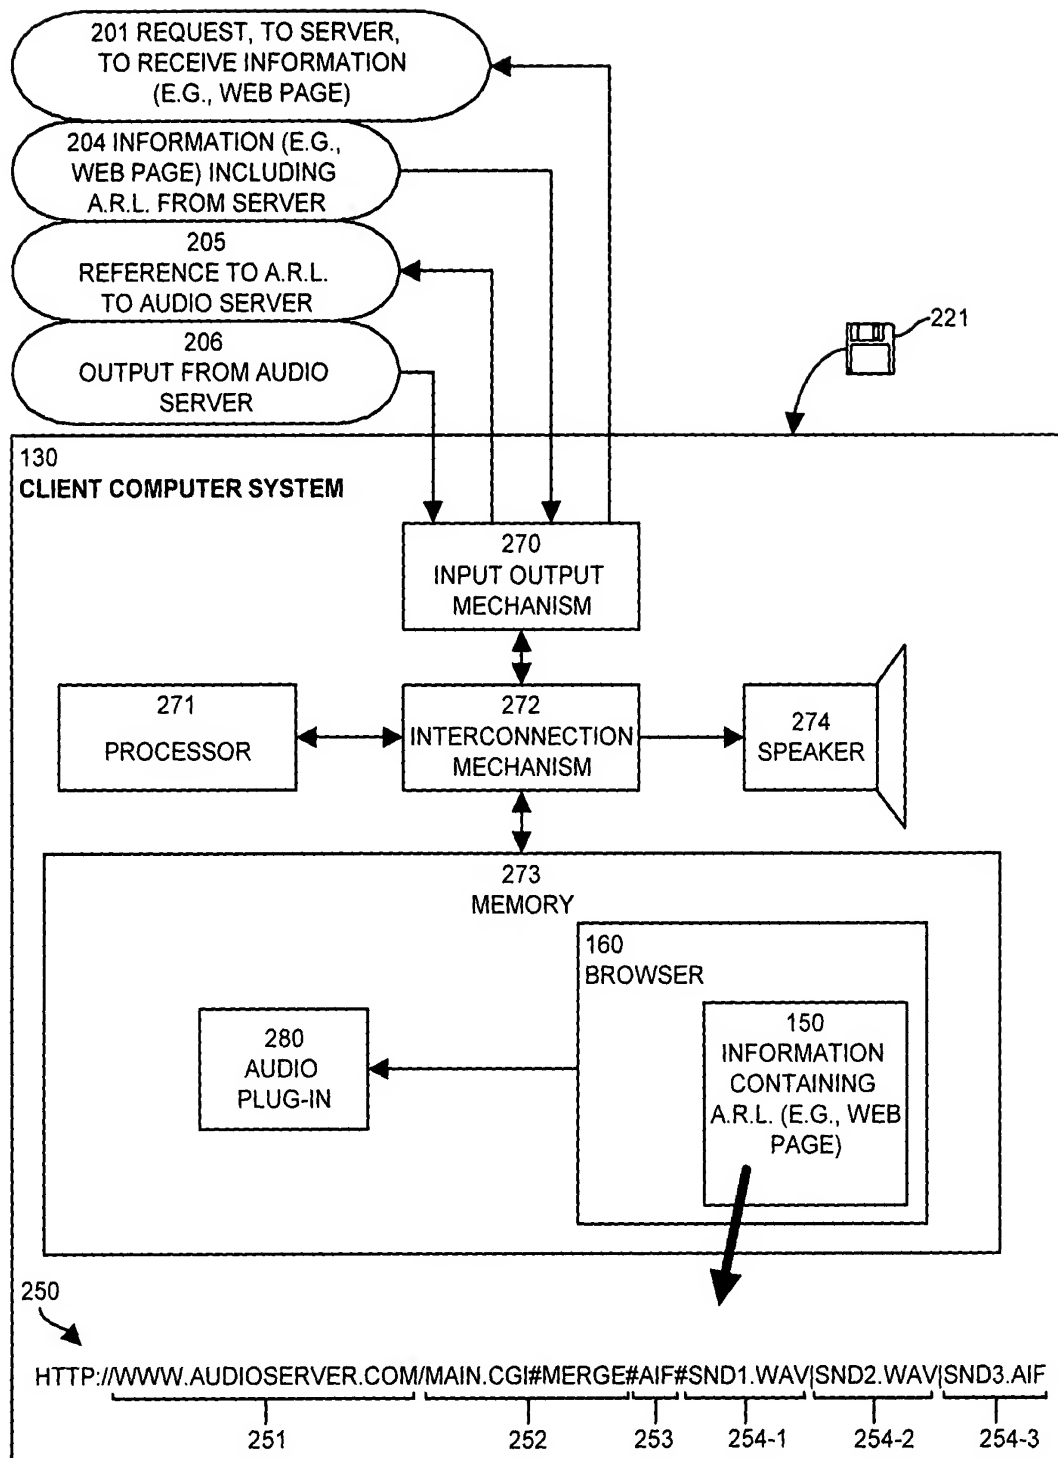 201 REQUEST, TO SERVER,
TO RECEIVE INFORMATION
(E.G., WEB PAGE)
204 INFORMATION (E.G.,
WEB PAGE) INCLUDING
A.R.L. FROM SERVER
205
REFERENCE TO A.R.L.
TO AUDIO SERVER
206
OUTPUT FROM AUDIO
SERVER
221
130
CLIENT COMPUTER SYSTEM
270
INPUT OUTPUT
MECHANISM
271
PROCESSOR
272
INTERCONNECTION
MECHANISM
274
SPEAKER
273
MEMORY
160
BROWSER
280
AUDIO
PLUG-IN
150
INFORMATION
CONTAINING
A.R.L. (E.G., WEB
PAGE)
250
HTTP://WWW.AUDIOSERVER.COM/MAIN.CGI#MERGE#AIF#SND1.WAV|SND2.WAV|SND3.AIF
251 252 253 254-1 254-2 254-3